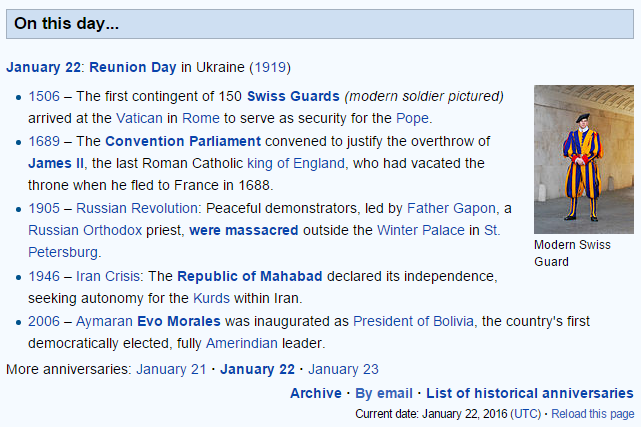 On this day...
January 22: Reunion Day in Ukraine (1919)
• 1506 – The first contingent of 150 Swiss Guards (modern soldier pictured)
arrived at the Vatican in Rome to serve as security for the Pope.
• 1689 – The Convention Parliament convened to justify the overthrow of
James II, the last Roman Catholic king of England, who had vacated the
throne when he fled to France in 1688.
• 1905 – Russian Revolution: Peaceful demonstrators, led by Father Gapon, a
Russian Orthodox priest, were massacred outside the Winter Palace in St.
Petersburg.
• 1946 – Iran Crisis: The Republic of Mahabad declared its independence,
seeking autonomy for the Kurds within Iran.
• 2006 – Aymaran Evo Morales was inaugurated as President of Bolivia, the country's first
democratically elected, fully Amerindian leader.
Modern Swiss
Guard
More anniversaries: January 21 · January 22 · January 23
Archive · By email · List of historical anniversaries
Current date: January 22, 2016 (UTC) · Reload this page